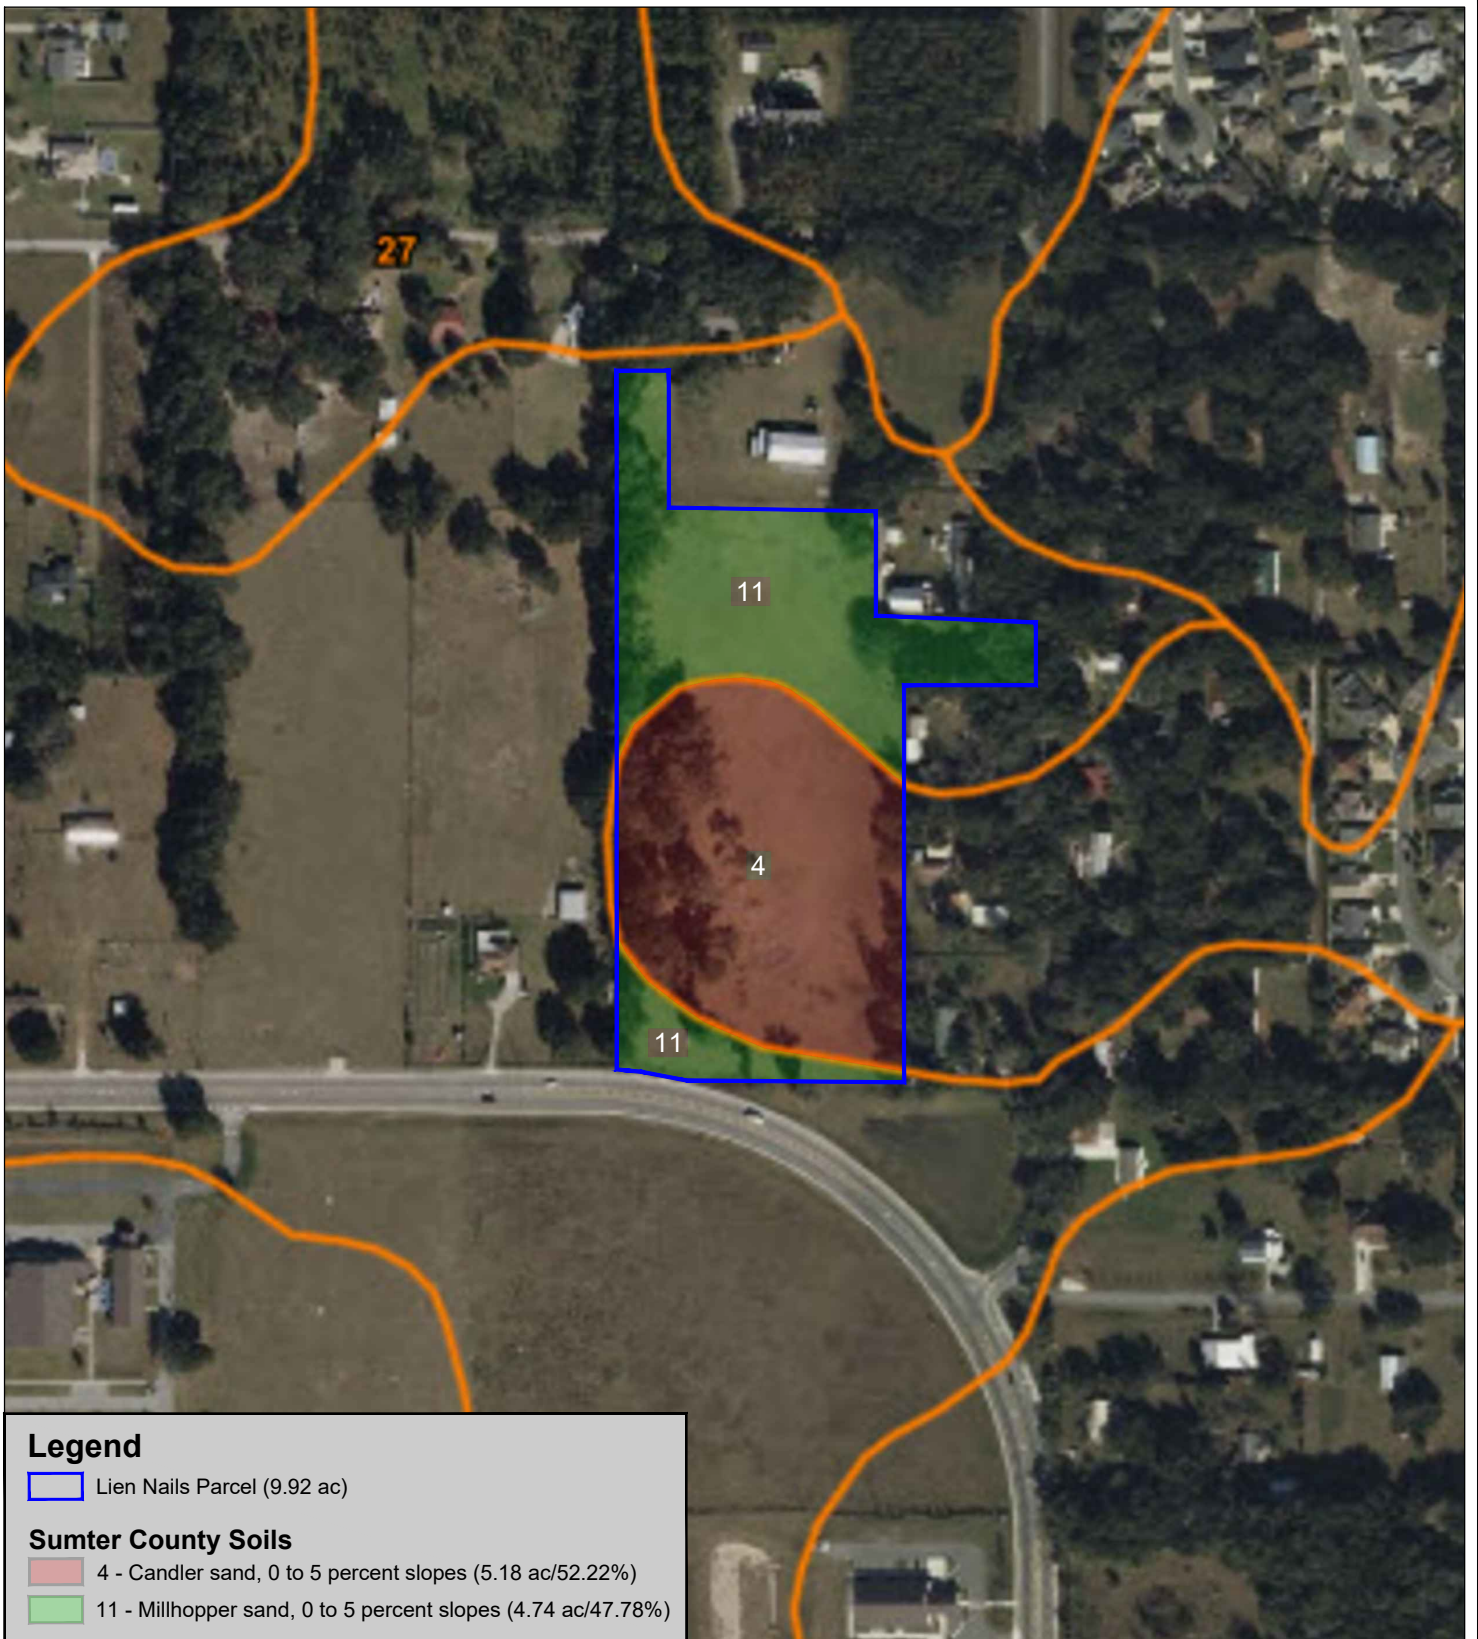 27
11
4
11
Legend
Lien Nails Parcel (9.92 ac)
Sumter County Soils
4 - Candler sand, 0 to 5 percent slopes (5.18 ac/52.22%)
11 - Millhopper sand, 0 to 5 percent slopes (4.74 ac/47.78%)